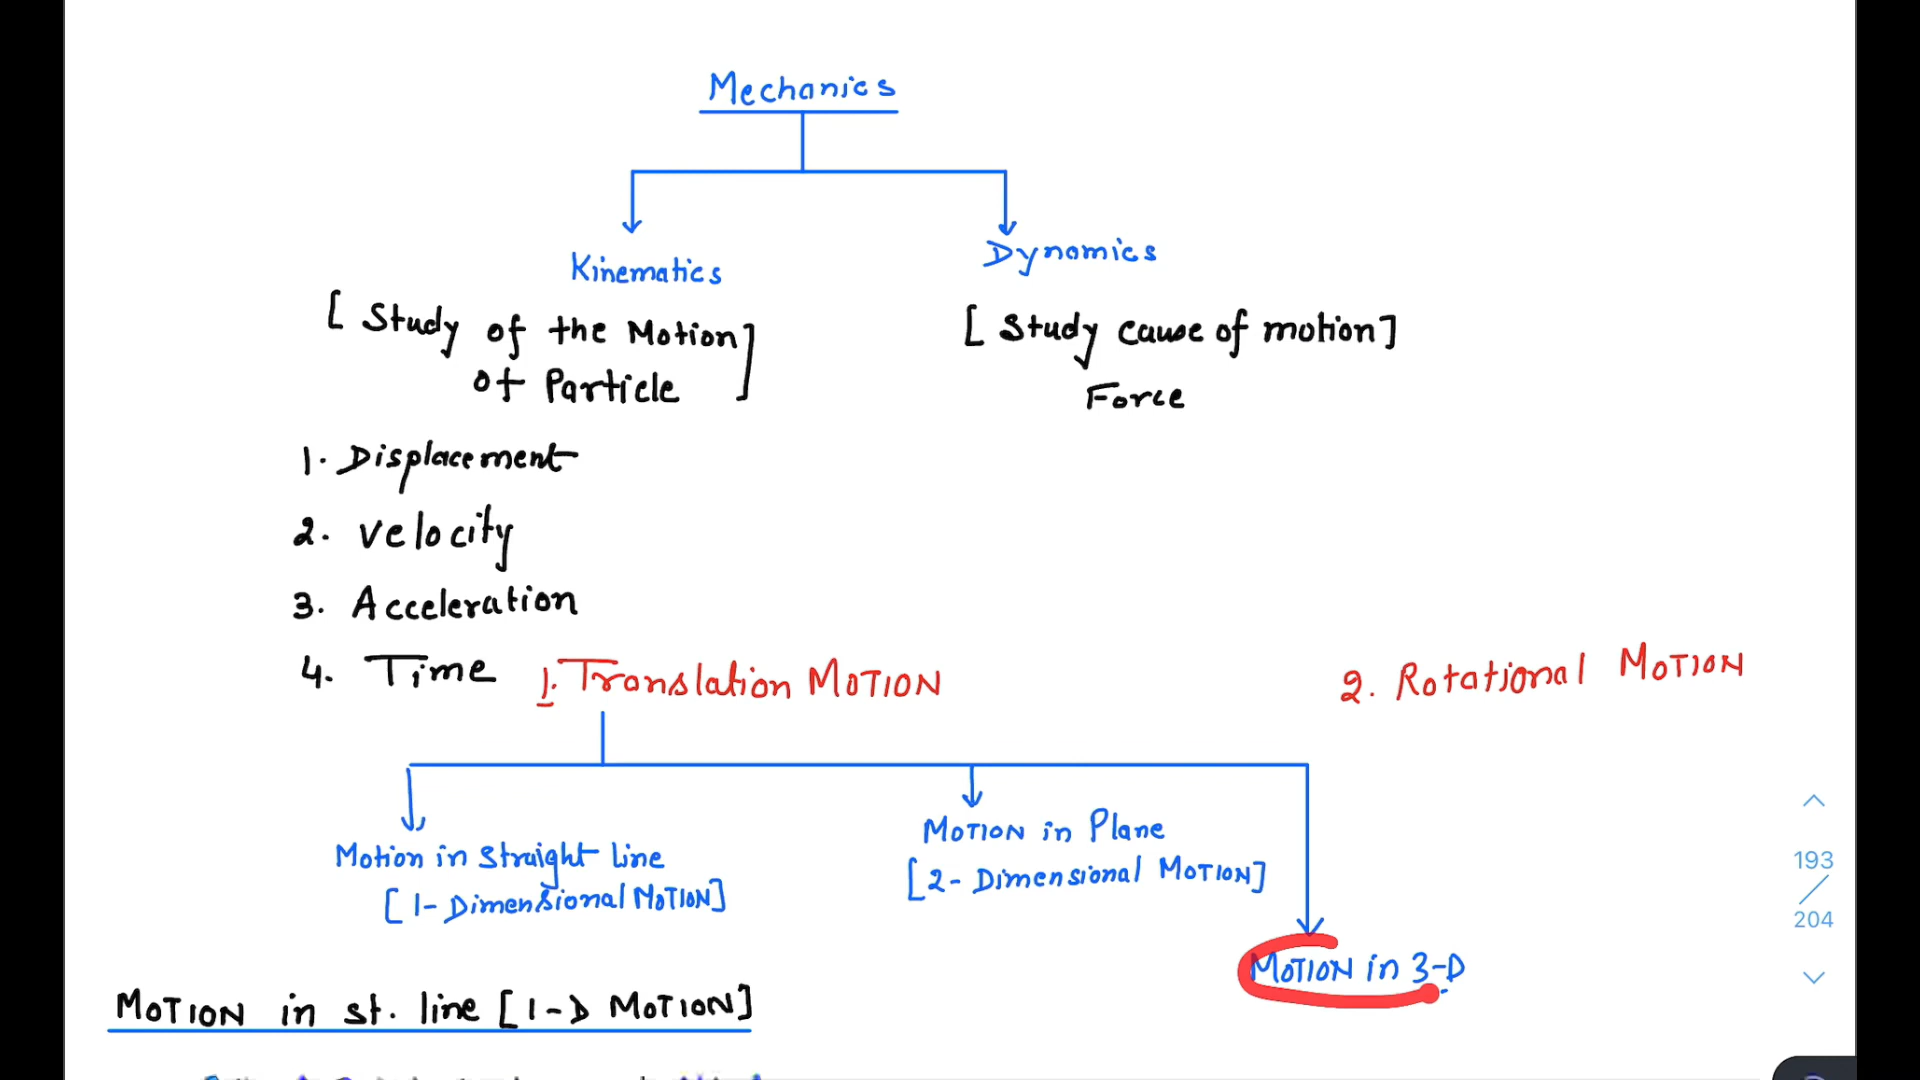 Mechanics
Kinematics
Dynamics
[ Study of the Motion ]
of Particle
[ Study cause of motion ]
Force
1. Displacement
2. Velocity
3. Acceleration
4. Time
1. Translation MOTION
2. Rotational MOTION
Motion in straight line
[ 1- Dimensional MOTION ]
MOTION in Plane
[ 2- Dimensional MOTION ]
MOTION in 3-D
193
204
MOTION in st. line [ 1-D MOTION ]